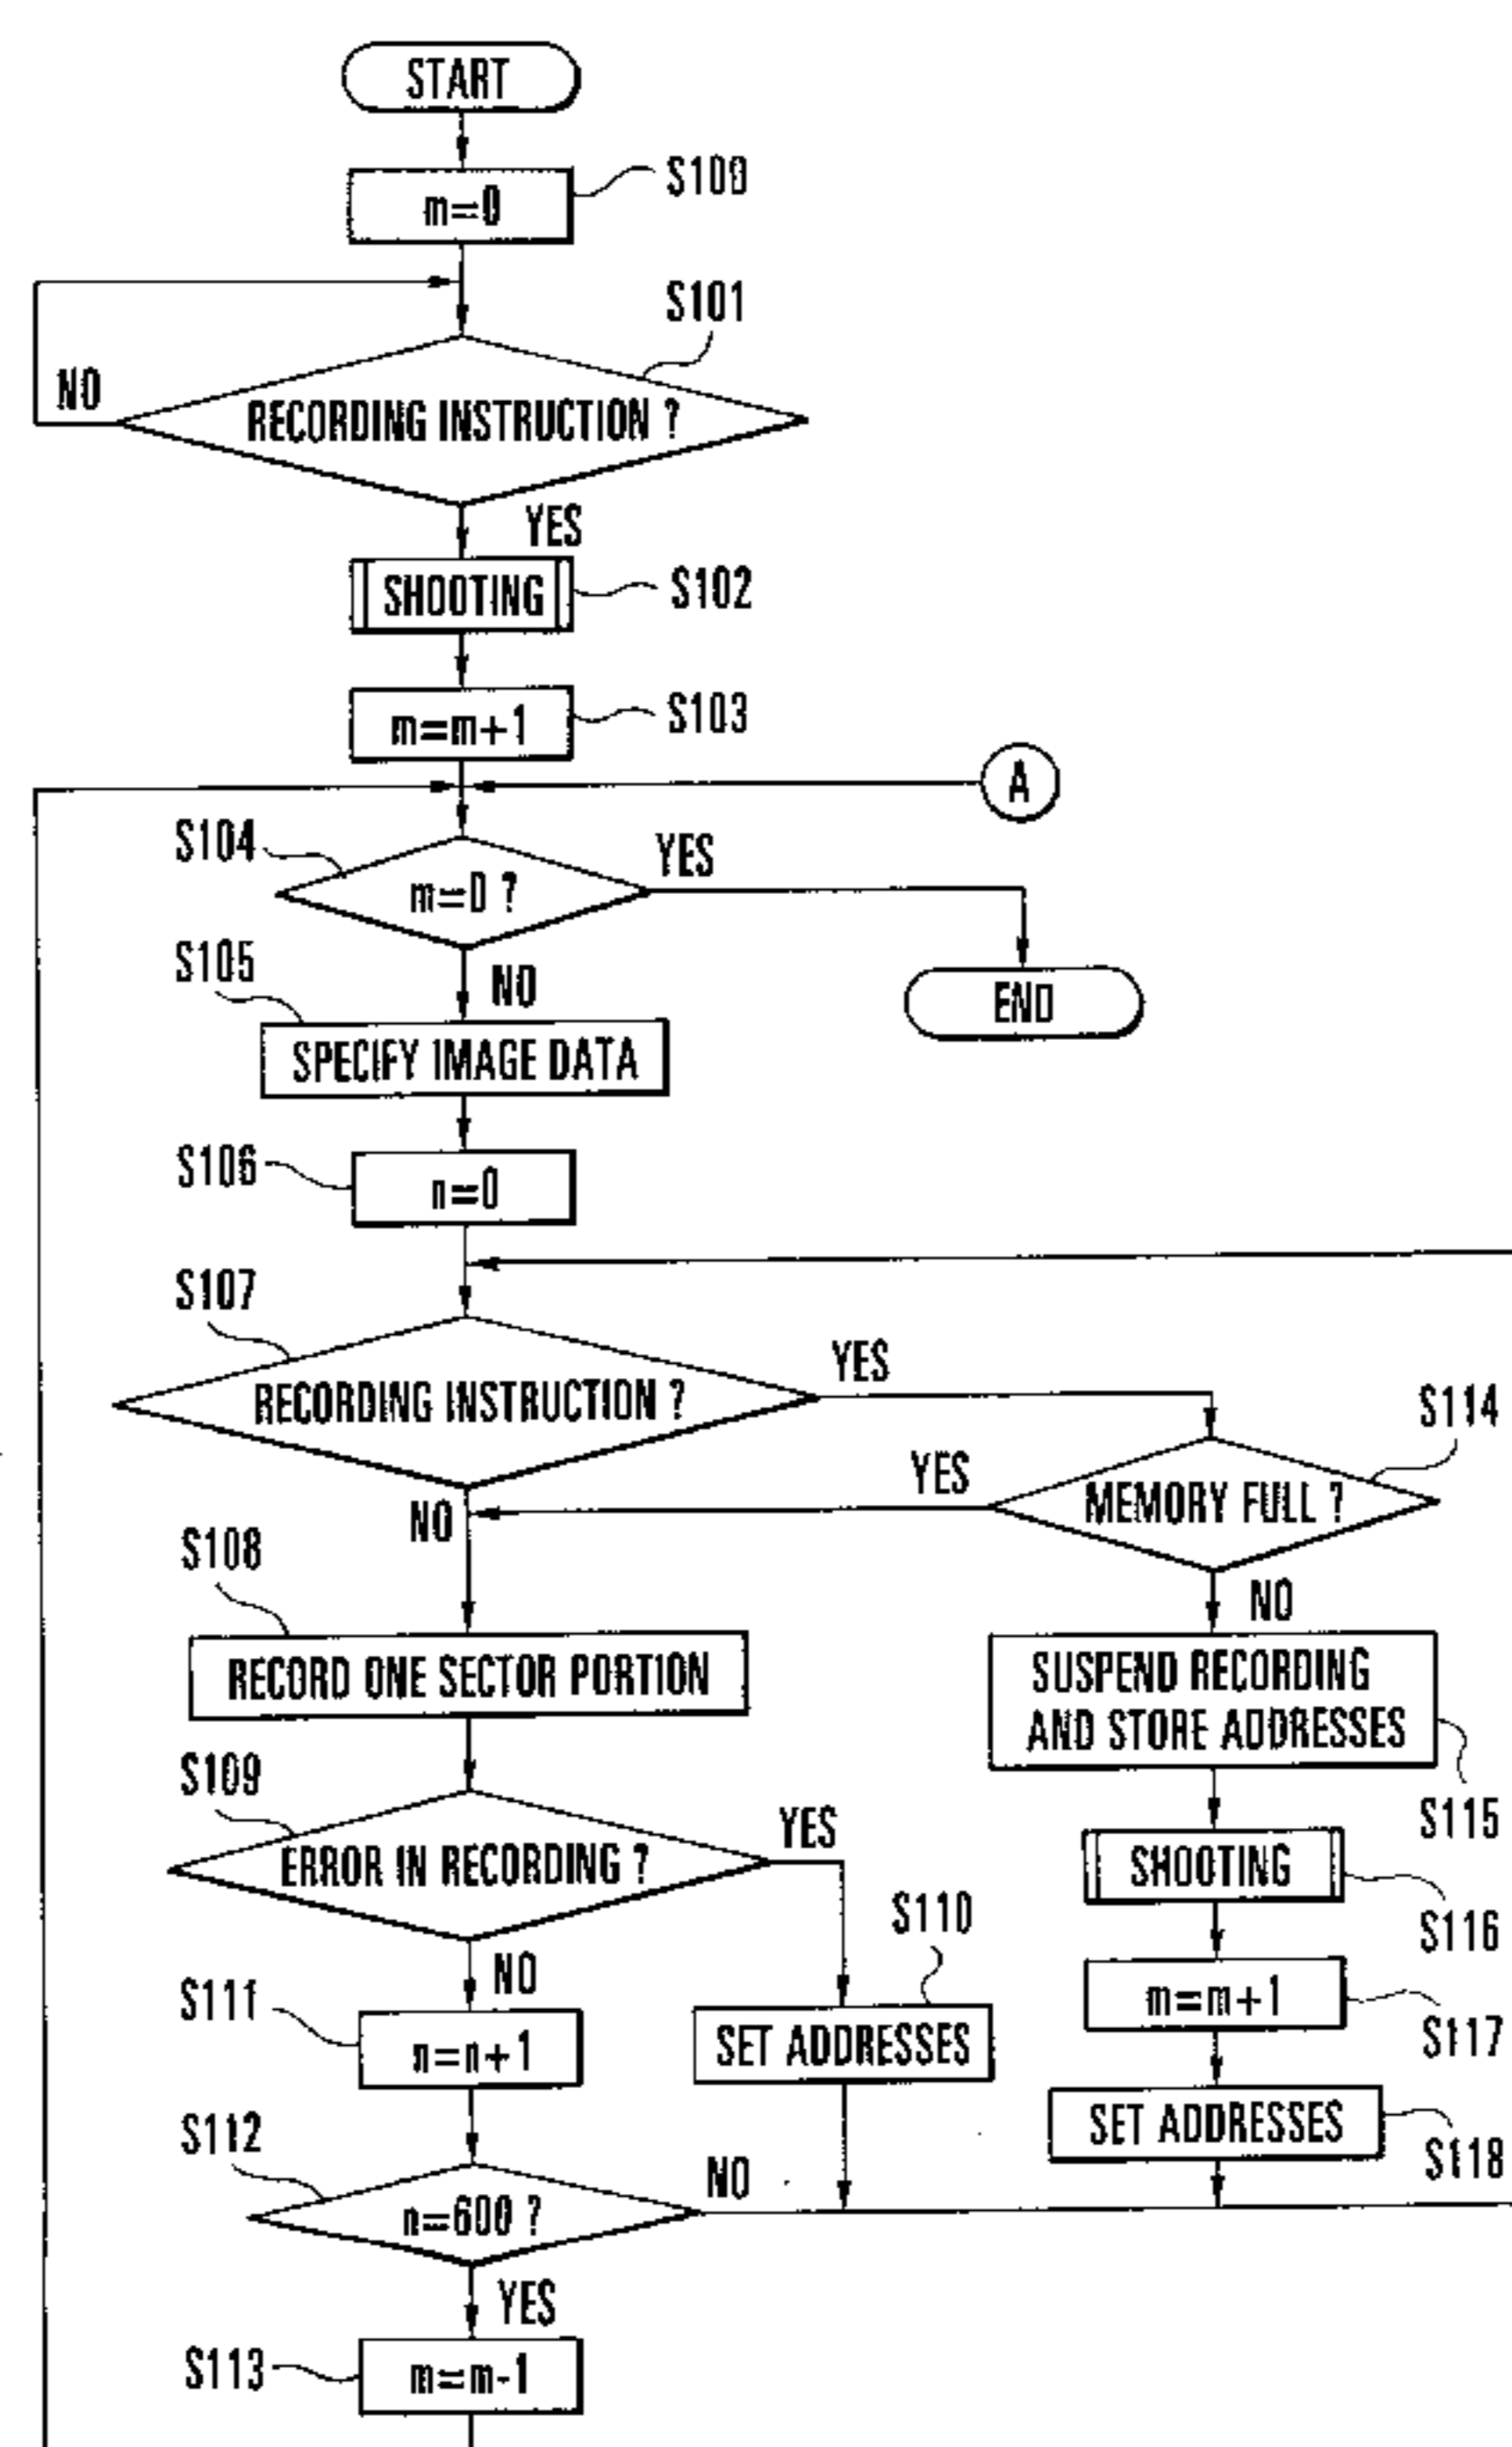 START
m=0
S100
S101
NO
RECORDING INSTRUCTION ?
YES
SHOOTING
S102
m=m+1
S103
A
S104
m=0 ?
YES
NO
END
S105
SPECIFY IMAGE DATA
S106
n=0
S107
RECORDING INSTRUCTION ?
YES
S114
MEMORY FULL ?
YES
NO
NO
S108
RECORD ONE SECTOR PORTION
SUSPEND RECORDING
AND STORE ADDRESSES
S115
S109
ERROR IN RECORDING ?
YES
NO
SHOOTING
S116
S110
SET ADDRESSES
S111
n=n+1
m=m+1
S117
SET ADDRESSES
S118
S112
n=600 ?
NO
YES
S113
m=m-1